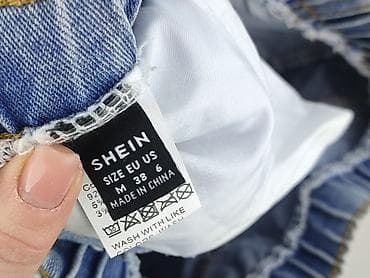 SHEIN
SIZE EU US
M 38 6
MADE IN CHINA
WASH WITH LIKE